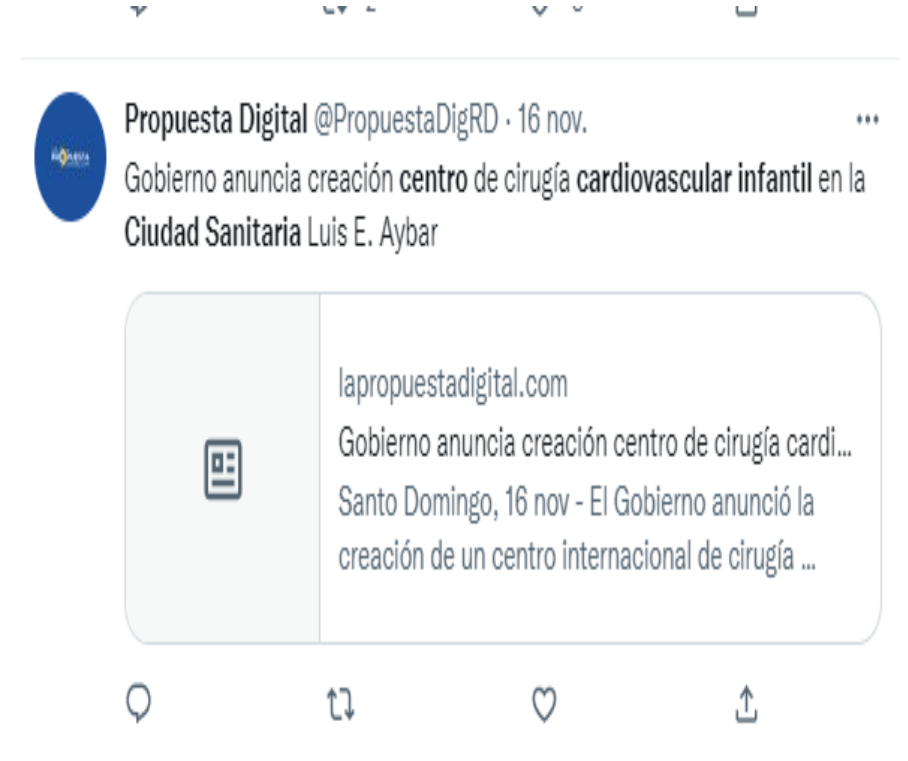 Propuesta Digital @PropuestaDigRD · 16 nov.
Gobierno anuncia creación centro de cirugía cardiovascular infantil en la
Ciudad Sanitaria Luis E. Aybar
lapropuestadigital.com
Gobierno anuncia creación centro de cirugía cardi...
Santo Domingo, 16 nov - El Gobierno anunció la
creación de un centro internacional de cirugía ...